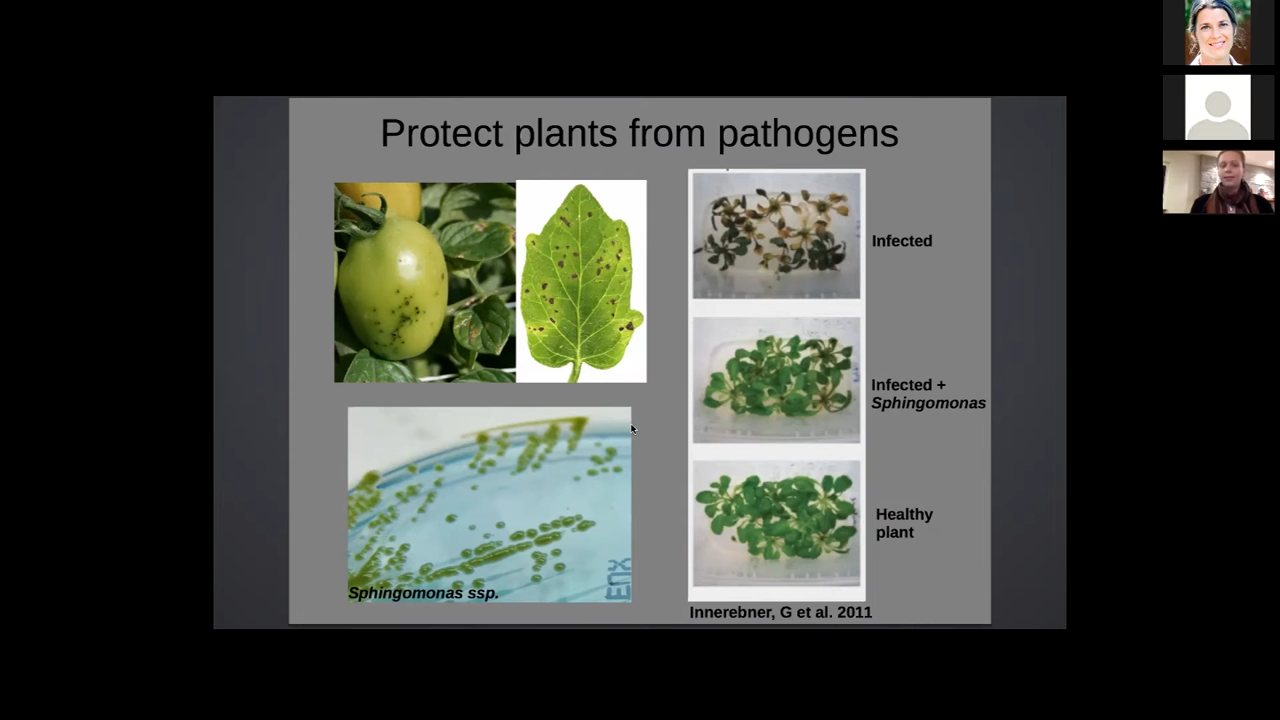 Protect plants from pathogens
Infected
Infected +
Sphingomonas
Healthy
plant
Sphingomonas ssp.
Innerebner, G et al. 2011